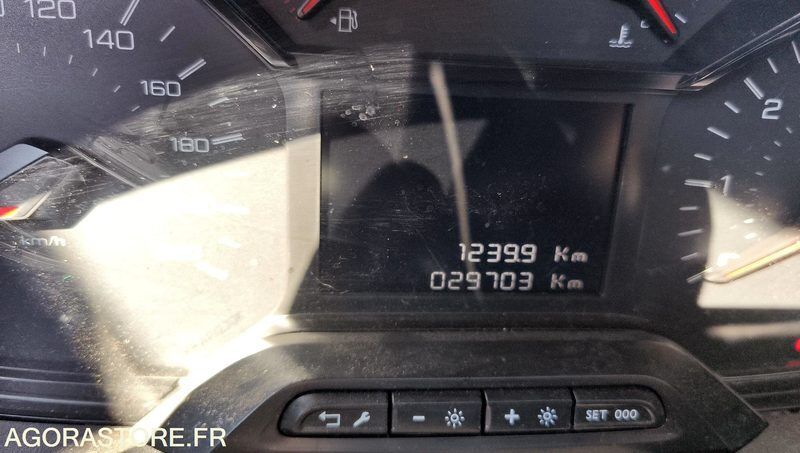 120
140
160
180
km/h
2
1
1239.9 Km
029703 Km
- + SET 000
AGORASTORE.FR